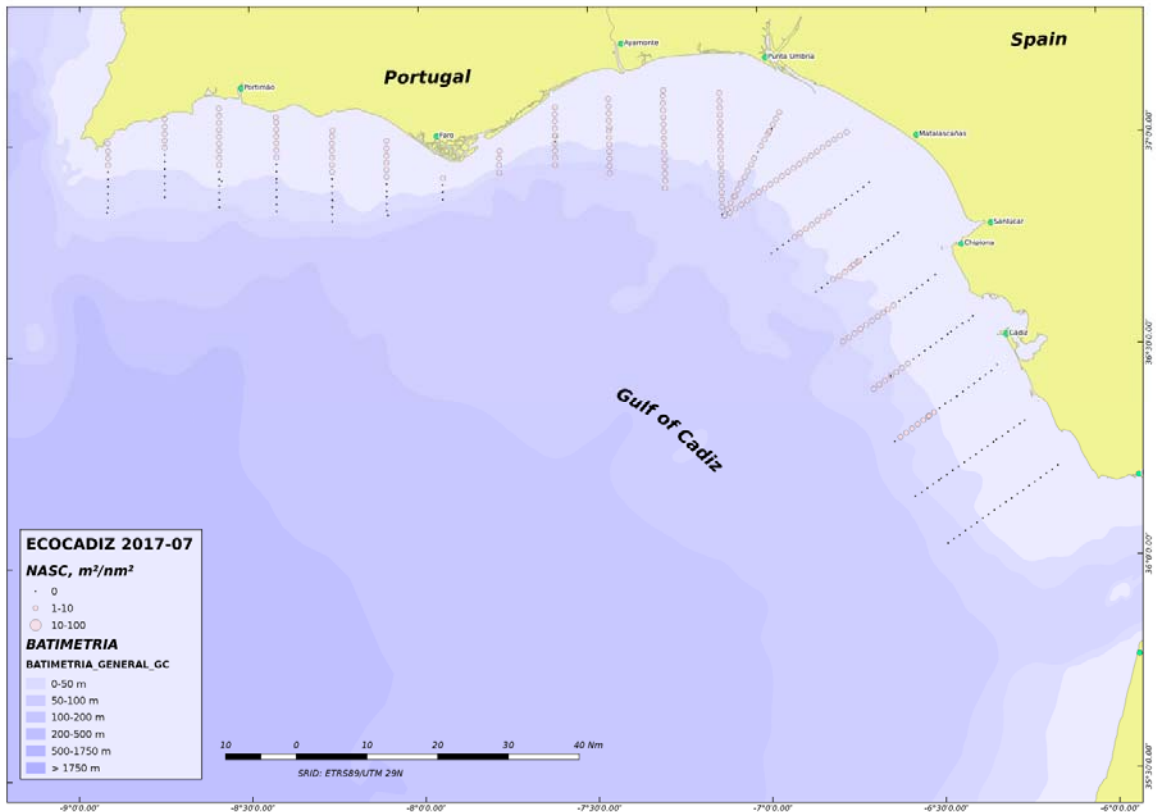 Spain
Portugal
Ayamonte
Punta Umbria
Portimão
Faro
Matalascañas
Sanlúcar
Chipiona
Cádiz
Gulf of Cadiz
37°0'0.00"
36°30'0.00"
36°0'0.00"
35°30'0.00"
ECOCADIZ 2017-07
NASC, m²/nm²
0
1-10
10-100
BATIMETRIA
BATIMETRIA_GENERAL_GC
0-50 m
50-100 m
100-200 m
200-500 m
500-1750 m
> 1750 m
10 0 10 20 30 40 Nm
SRID: ETRS89/UTM 29N
-9°0'0.00" -8°30'0.00" -8°0'0.00" -7°30'0.00" -7°0'0.00" -6°30'0.00" -6°0'0.00"